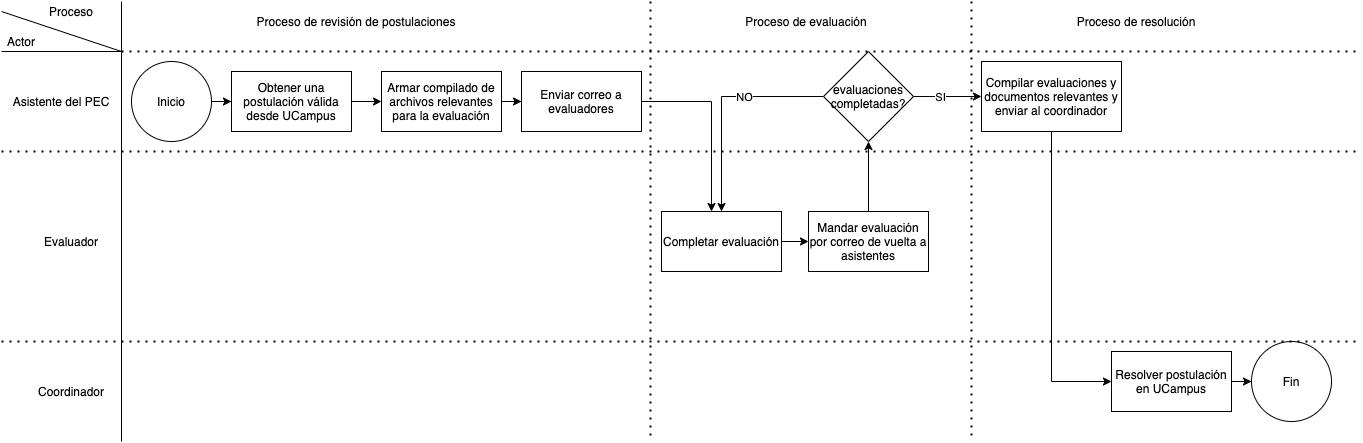 Proceso
Actor
Proceso de revisión de postulaciones
Proceso de evaluación
Proceso de resolución
Asistente del PEC
Inicio
Obtener una
postulación válida
desde UCampus
Armar compilado de
archivos relevantes
para la evaluación
Enviar correo a
evaluadores
NO
evaluaciones
completadas?
SI
Compilar evaluaciones y
documentos relevantes y
enviar al coordinador
Evaluador
Completar evaluación
Mandar evaluación
por correo de vuelta a
asistentes
Coordinador
Resolver postulación
en UCampus
Fin